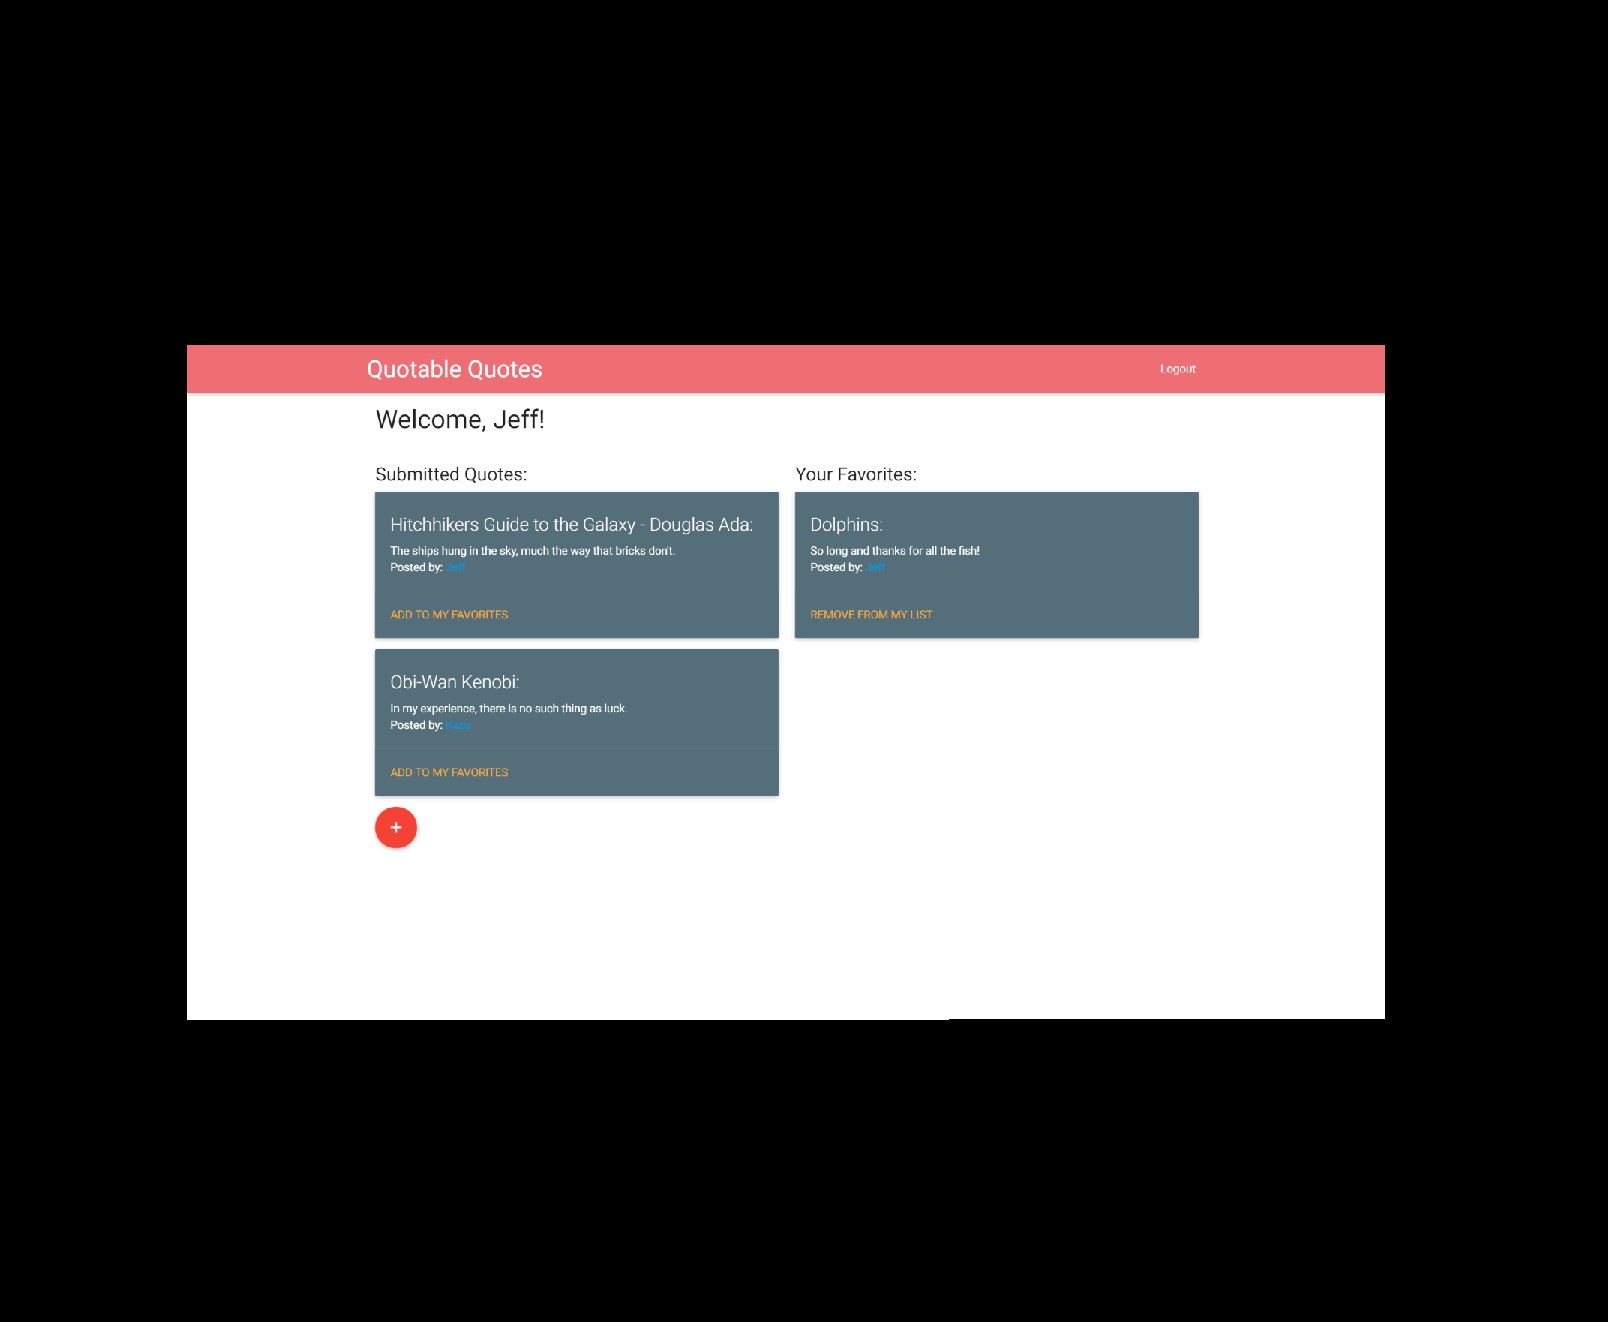 Quotable Quotes
Logout
Welcome, Jeff!
Submitted Quotes:
Hitchhikers Guide to the Galaxy - Douglas Ada:
The ships hung in the sky, much the way that bricks don't.
Posted by: Jeff
ADD TO MY FAVORITES
Obi-Wan Kenobi:
In my experience, there is no such thing as luck.
Posted by: Kazu
ADD TO MY FAVORITES
+
Your Favorites:
Dolphins:
So long and thanks for all the fish!
Posted by: Jeff
REMOVE FROM MY LIST